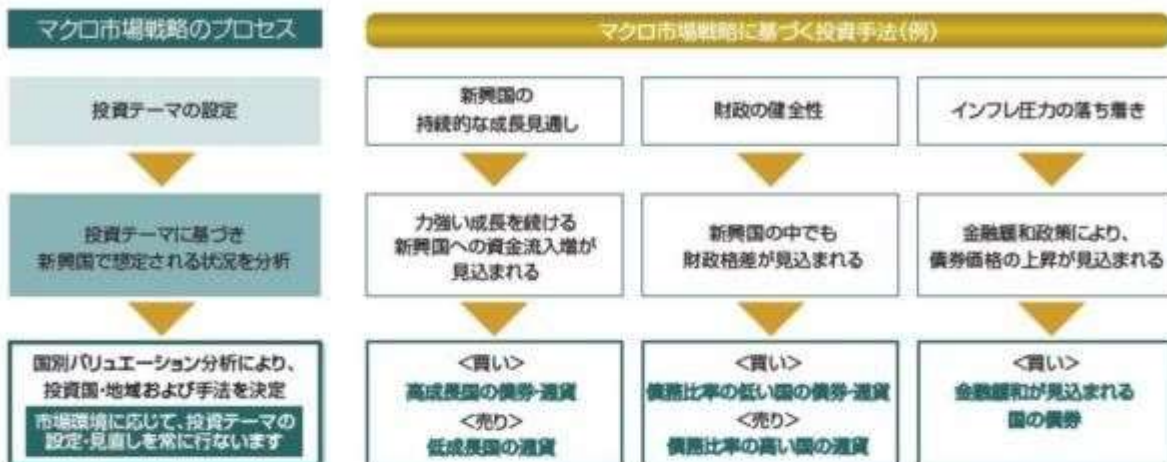 マクロ市場戦略のプロセス
マクロ市場戦略に基づく投資手法(例)
投資テーマの設定
新興国の
持続的な成長見通し
財政の健全性
インフレ圧力の落ち着き
投資テーマに基づき
新興国で想定される状況を分析
力強い成長を続ける
新興国への資金流入増が
見込まれる
新興国の中でも
財政格差が見込まれる
金融緩和政策により、
債券価格の上昇が見込まれる
国別バリュエーション分析により、
投資国・地域および手法を決定
市場環境に応じて、投資テーマの
設定・見直しを常に行ないます
<買い>
高成長国の債券・通貨
<売り>
低成長国の通貨
<買い>
債務比率の低い国の債券・通貨
<売り>
債務比率の高い国の通貨
<買い>
金融緩和が見込まれる
国の債券